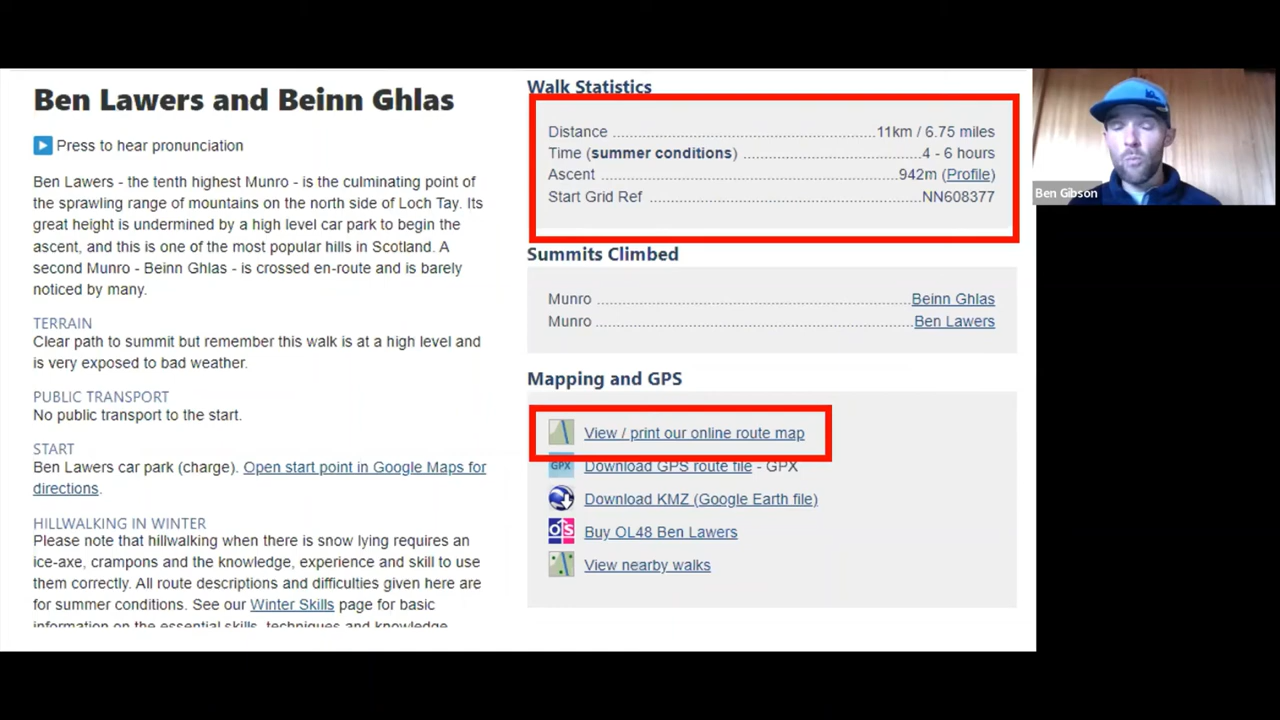 Ben Lawers and Beinn Ghlas
Press to hear pronunciation
Ben Lawers - the tenth highest Munro - is the culminating point of
the sprawling range of mountains on the north side of Loch Tay. Its
great height is undermined by a high level car park to begin the
ascent, and this is one of the most popular hills in Scotland. A
second Munro - Beinn Ghlas - is crossed en-route and is barely
noticed by many.
TERRAIN
Clear path to summit but remember this walk is at a high level and
is very exposed to bad weather.
PUBLIC TRANSPORT
No public transport to the start.
START
Ben Lawers car park (charge). Open start point in Google Maps for
directions.
HILLWALKING IN WINTER
Please note that hillwalking when there is snow lying requires an
ice-axe, crampons and the knowledge, experience and skill to use
them correctly. All route descriptions and difficulties given here are
for summer conditions. See our Winter Skills page for basic
information on the essential skills, techniques and knowledge
Walk Statistics
Distance ........ 11km / 6.75 miles
Time (summer conditions) ........ 4 - 6 hours
Ascent ........ 942m (Profile)
Start Grid Ref ........ NN608377
Summits Climbed
Munro ........ Beinn Ghlas
Munro ........ Ben Lawers
Mapping and GPS
View / print our online route map
GPX Download GPS route file - GPX
Download KMZ (Google Earth file)
os Buy OL48 Ben Lawers
View nearby walks
Ben Gibson